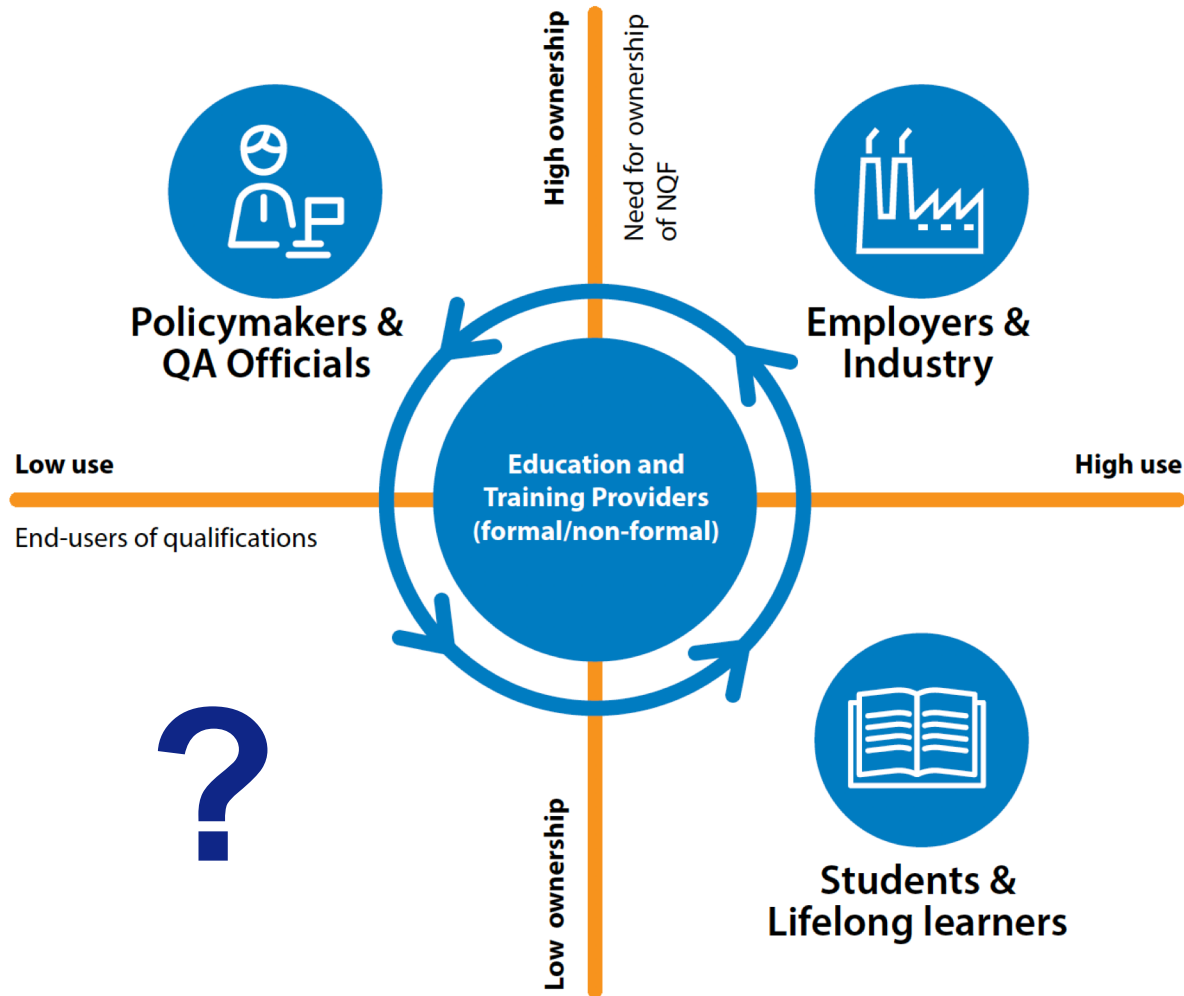 High ownership
Need for ownership
of NQF
Policymakers &
QA Officials
Employers &
Industry
Low use
High use
End-users of qualifications
Education and
Training Providers
(formal/non-formal)
?
Low  ownership
Students &
Lifelong learners